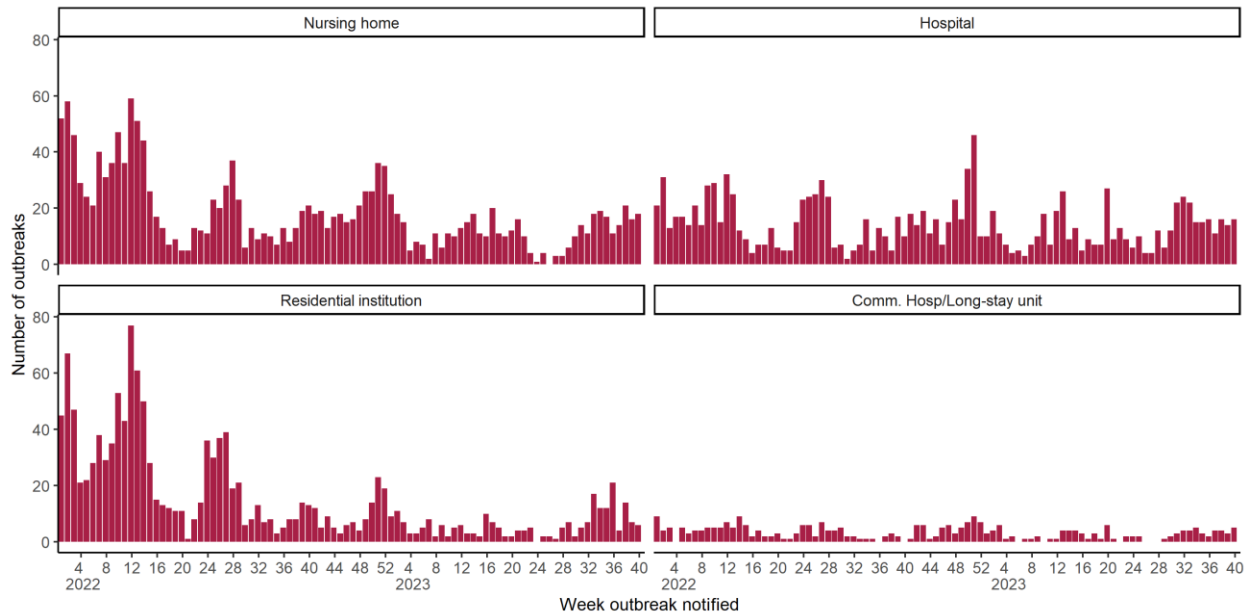 Nursing home
Hospital
80
60
40
20
0
Residential institution
Comm. Hosp/Long-stay unit
80
60
40
20
0
Number of outbreaks
4 8 12 16 20 24 28 32 36 40 44 48 52 4 8 12 16 20 24 28 32 36 40
4 8 12 16 20 24 28 32 36 40 44 48 52 4 8 12 16 20 24 28 32 36 40
2022 2023
2022 2023
Week outbreak notified